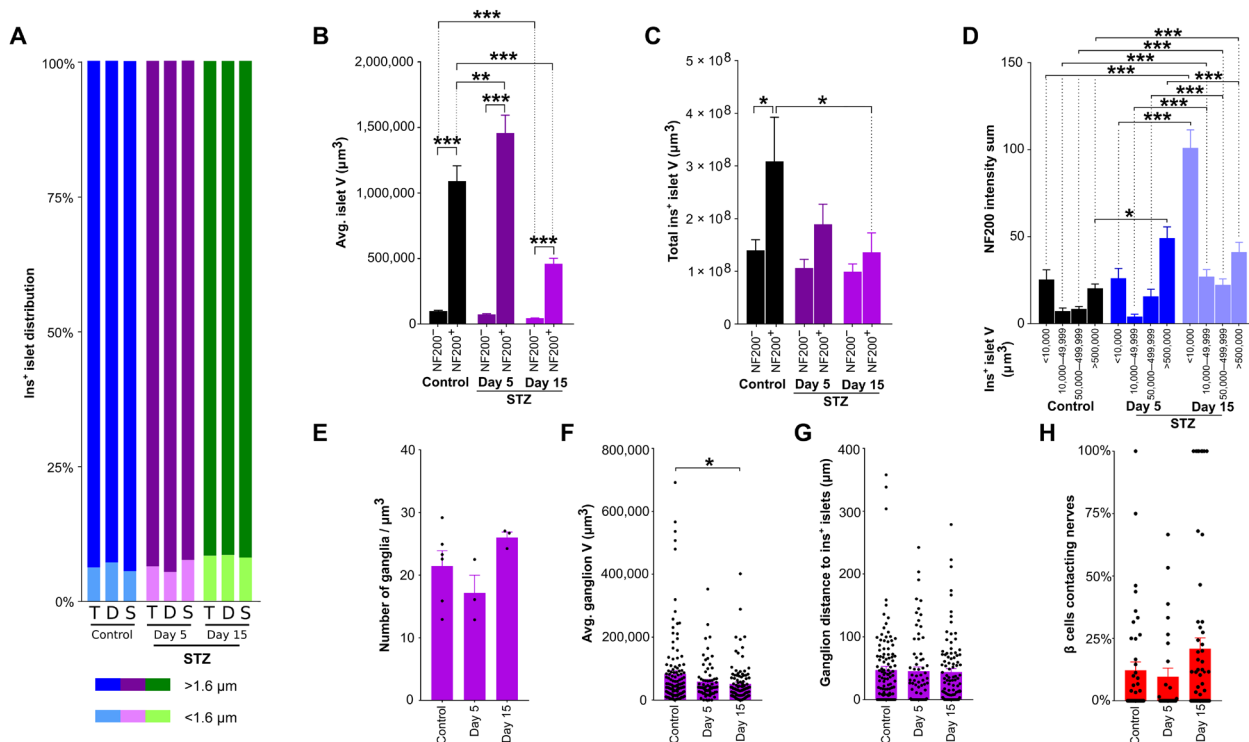 A
100%
75%
50%
25%
0%
Ins⁺ islet distribution
T D S T D S T D S
Control Day 5 Day 15
STZ
>1.6 µm
<1.6 µm
B
***
***
**
***
***
***
2,000,000
1,500,000
1,000,000
500,000
0
Avg. islet V (µm³)
NF200⁻ NF200⁺ NF200⁻ NF200⁺ NF200⁻ NF200⁺
Control Day 5 Day 15
STZ
C
* *
5 × 10⁸
4 × 10⁸
3 × 10⁸
2 × 10⁸
1 × 10⁸
0
Total ins⁺ islet V (µm³)
NF200⁻ NF200⁺ NF200⁻ NF200⁺ NF200⁻ NF200⁺
Control Day 5 Day 15
STZ
D
***
***
***
***
***
***
***
***
*
150
100
50
0
NF200 intensity sum
Ins⁺ islet V
(µm³)
<10,000 10,000–49,999 50,000–499,999 >500,000 <10,000 10,000–49,999 50,000–499,999 >500,000 <10,000 10,000–49,999 50,000–499,999 >500,000
Control Day 5 Day 15
STZ
E
40
30
20
10
0
Number of ganglia / µm³
Control Day 5 Day 15
F
*
800,000
600,000
400,000
200,000
0
Avg. ganglion V (µm³)
Control Day 5 Day 15
G
400
300
200
100
0
Ganglion distance to ins⁺ islets (µm)
Control Day 5 Day 15
H
100%
75%
50%
25%
0%
β cells contacting nerves
Control Day 5 Day 15